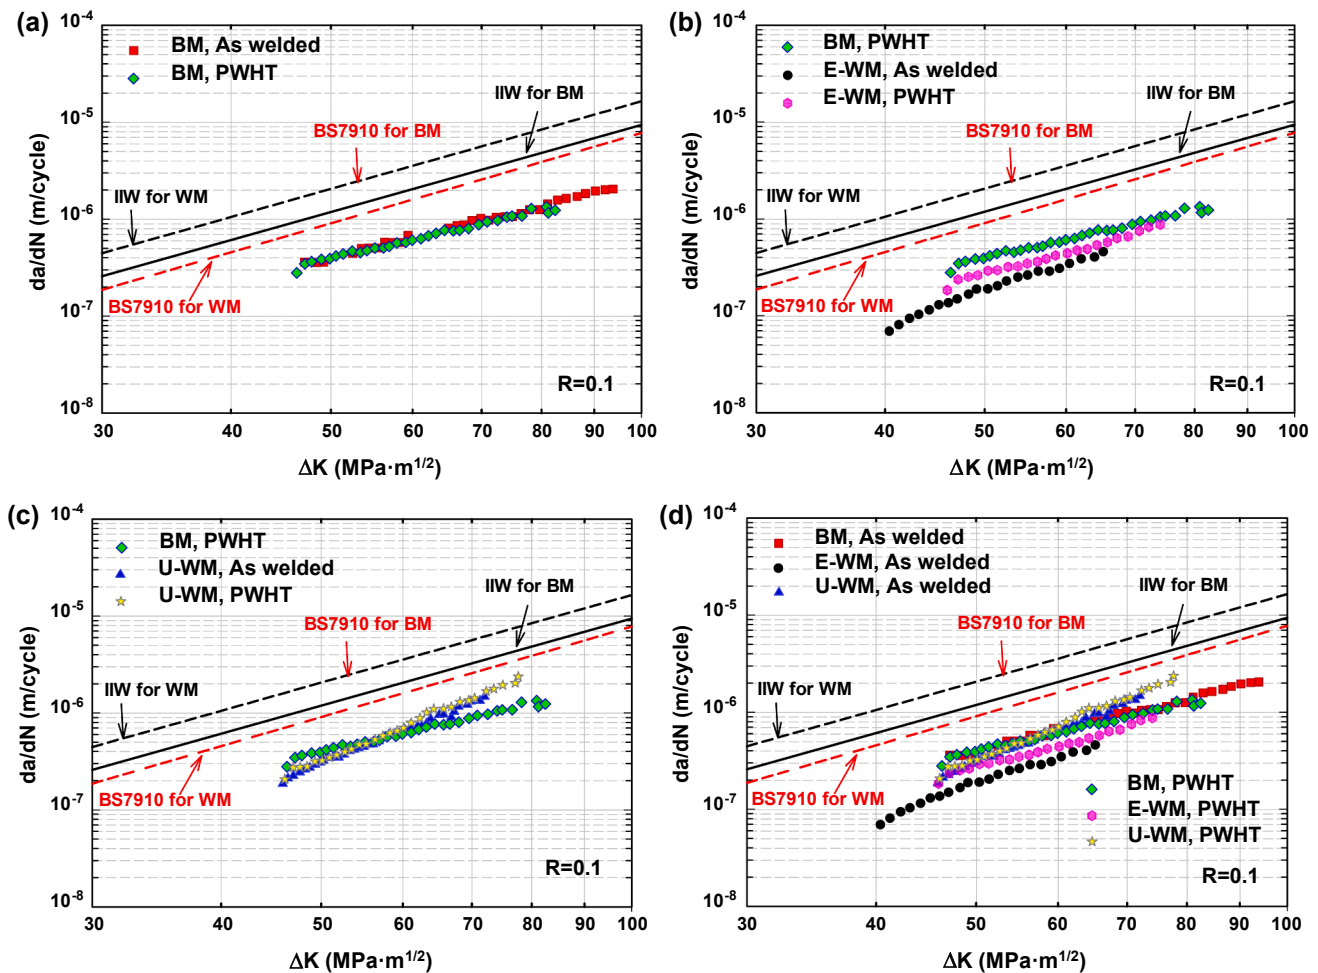 (a)
BM, As welded
BM, PWHT
IIW for BM
BS7910 for BM
IIW for WM
BS7910 for WM
R=0.1
da/dN (m/cycle)
10-4
10-5
10-6
10-7
10-8
30 40 50 60 70 80 90 100
ΔK (MPa·m1/2)
(b)
BM, PWHT
E-WM, As welded
E-WM, PWHT
IIW for BM
BS7910 for BM
IIW for WM
BS7910 for WM
R=0.1
da/dN (m/cycle)
10-4
10-5
10-6
10-7
10-8
30 40 50 60 70 80 90 100
ΔK (MPa·m1/2)
(c)
BM, PWHT
U-WM, As welded
U-WM, PWHT
IIW for BM
BS7910 for BM
IIW for WM
BS7910 for WM
R=0.1
da/dN (m/cycle)
10-4
10-5
10-6
10-7
10-8
30 40 50 60 70 80 90 100
ΔK (MPa·m1/2)
(d)
BM, As welded
E-WM, As welded
U-WM, As welded
IIW for BM
BS7910 for BM
IIW for WM
BS7910 for WM
BM, PWHT
E-WM, PWHT
U-WM, PWHT
R=0.1
da/dN (m/cycle)
10-4
10-5
10-6
10-7
10-8
30 40 50 60 70 80 90 100
ΔK (MPa·m1/2)